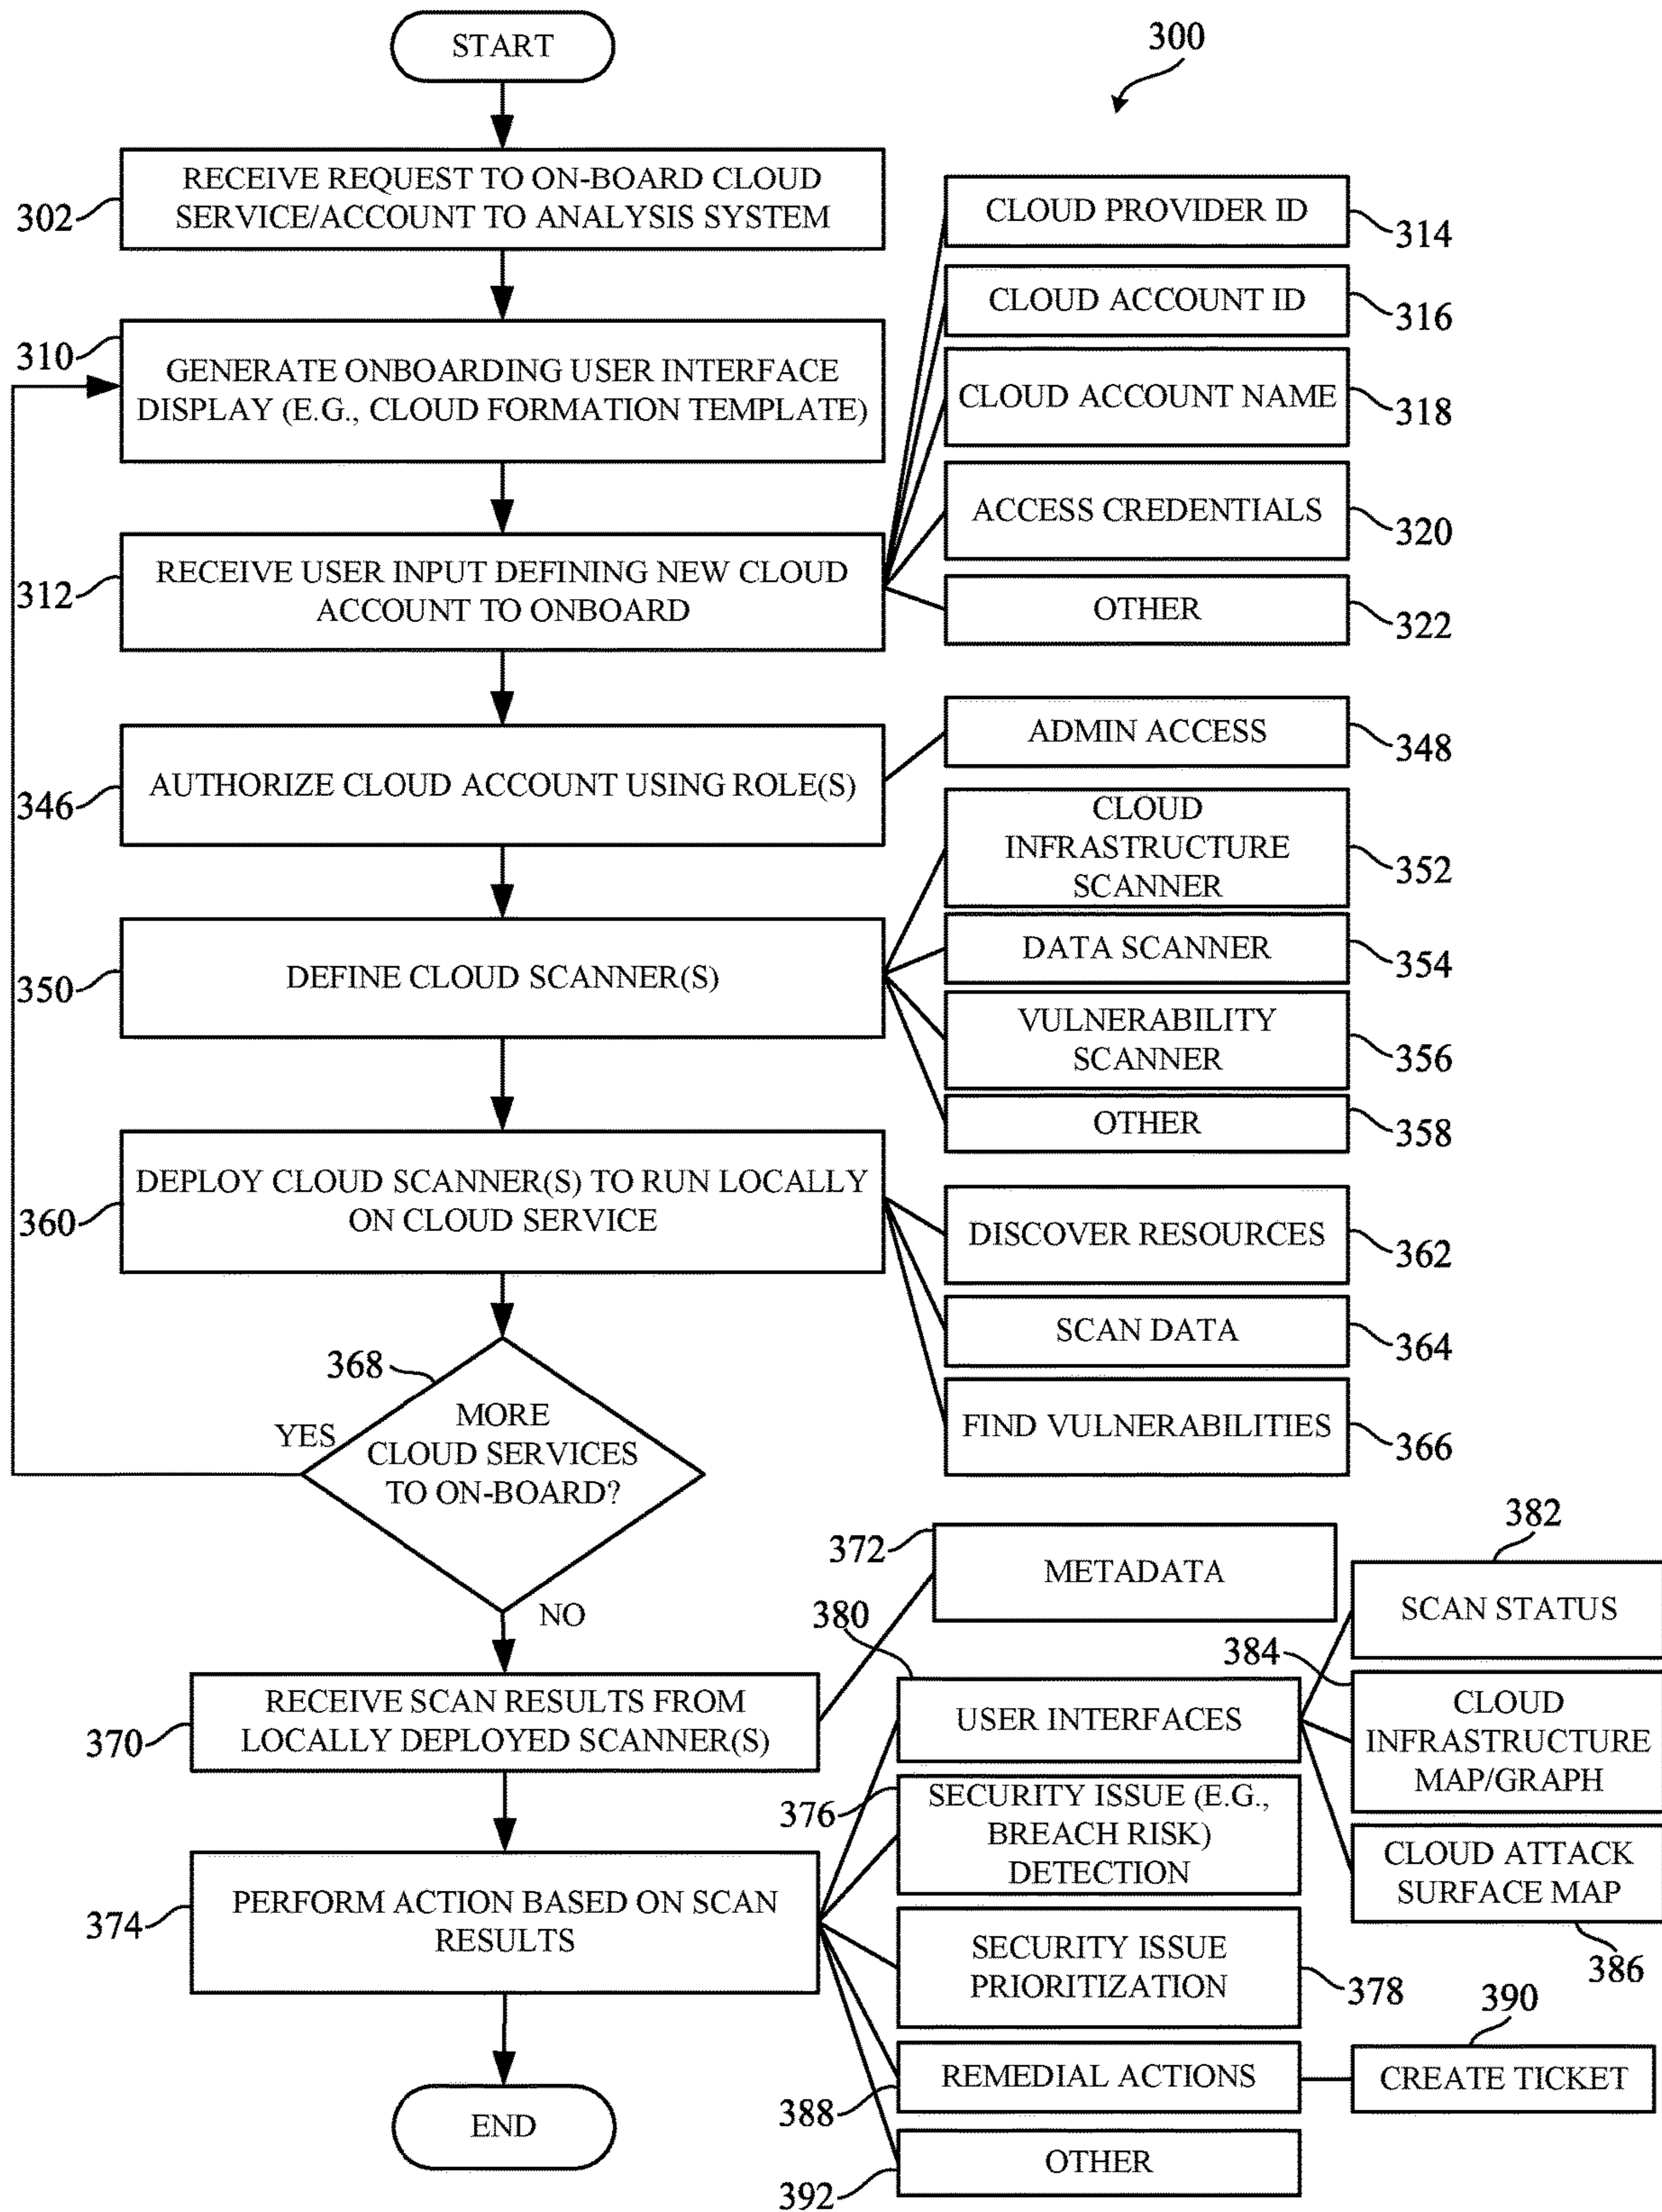 START
300
RECEIVE REQUEST TO ON-BOARD CLOUD
SERVICE/ACCOUNT TO ANALYSIS SYSTEM
302
CLOUD PROVIDER ID
314
CLOUD ACCOUNT ID
316
310
GENERATE ONBOARDING USER INTERFACE
DISPLAY (E.G., CLOUD FORMATION TEMPLATE)
CLOUD ACCOUNT NAME
318
ACCESS CREDENTIALS
320
312
RECEIVE USER INPUT DEFINING NEW CLOUD
ACCOUNT TO ONBOARD
OTHER
322
346
AUTHORIZE CLOUD ACCOUNT USING ROLE(S)
ADMIN ACCESS
348
CLOUD
INFRASTRUCTURE
SCANNER
352
350
DEFINE CLOUD SCANNER(S)
DATA SCANNER
354
VULNERABILITY
SCANNER
356
OTHER
358
360
DEPLOY CLOUD SCANNER(S) TO RUN LOCALLY
ON CLOUD SERVICE
DISCOVER RESOURCES
362
SCAN DATA
364
FIND VULNERABILITIES
366
368
MORE
CLOUD SERVICES
TO ON-BOARD?
YES
NO
372
METADATA
382
SCAN STATUS
370
RECEIVE SCAN RESULTS FROM
LOCALLY DEPLOYED SCANNER(S)
380
USER INTERFACES
384
CLOUD
INFRASTRUCTURE
MAP/GRAPH
376
SECURITY ISSUE (E.G.,
BREACH RISK)
DETECTION
CLOUD ATTACK
SURFACE MAP
386
374
PERFORM ACTION BASED ON SCAN
RESULTS
SECURITY ISSUE
PRIORITIZATION
378
390
REMEDIAL ACTIONS
388
CREATE TICKET
END
OTHER
392